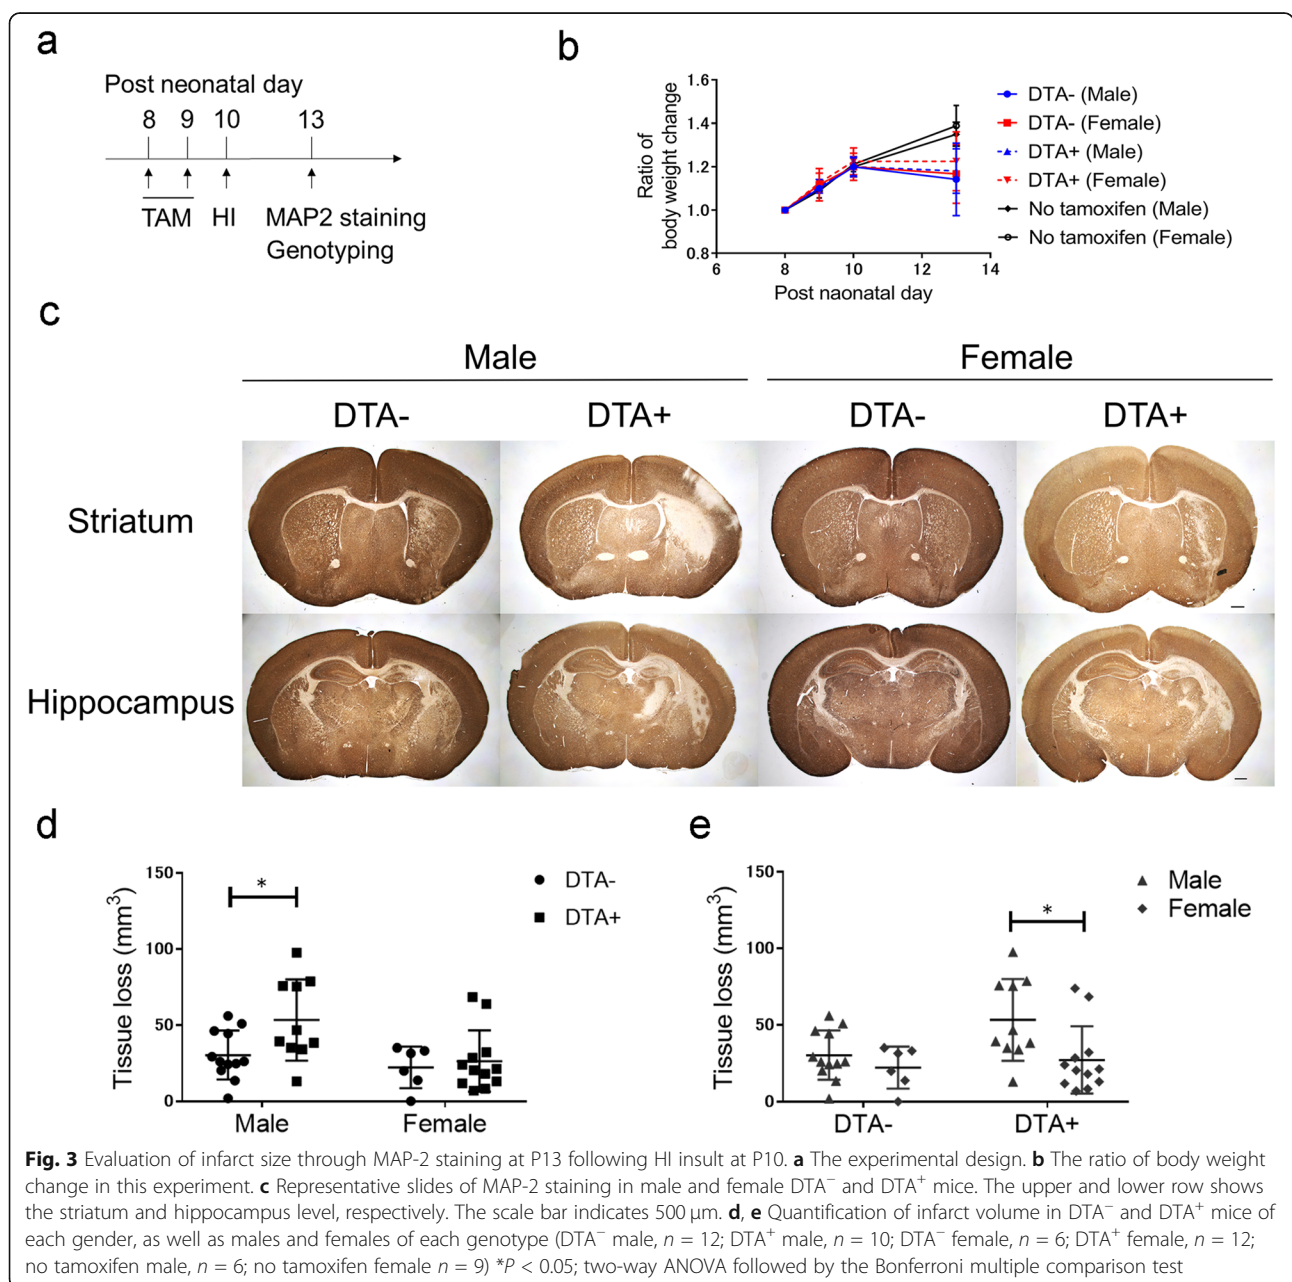 a
Post neonatal day
8 9 10 13
TAM HI MAP2 staining
Genotyping
b
Ratio of
body weight change
1.6
1.4
1.2
1.0
0.8
6 8 10 12 14
Post naonatal day
DTA- (Male)
DTA- (Female)
DTA+ (Male)
DTA+ (Female)
No tamoxifen (Male)
No tamoxifen (Female)
c
Male Female
DTA- DTA+ DTA- DTA+
Striatum
Hippocampus
d
Tissue loss (mm³)
150
100
50
0
*
Male Female
DTA-
DTA+
e
Tissue loss (mm³)
150
100
50
0
*
DTA- DTA+
Male
Female
Fig. 3 Evaluation of infarct size through MAP-2 staining at P13 following HI insult at P10. a The experimental design. b The ratio of body weight
change in this experiment. c Representative slides of MAP-2 staining in male and female DTA⁻ and DTA⁺ mice. The upper and lower row shows
the striatum and hippocampus level, respectively. The scale bar indicates 500 μm. d, e Quantification of infarct volume in DTA⁻ and DTA⁺ mice of
each gender, as well as males and females of each genotype (DTA⁻ male, n = 12; DTA⁺ male, n = 10; DTA⁻ female, n = 6; DTA⁺ female, n = 12;
no tamoxifen male, n = 6; no tamoxifen female n = 9) *P < 0.05; two-way ANOVA followed by the Bonferroni multiple comparison test